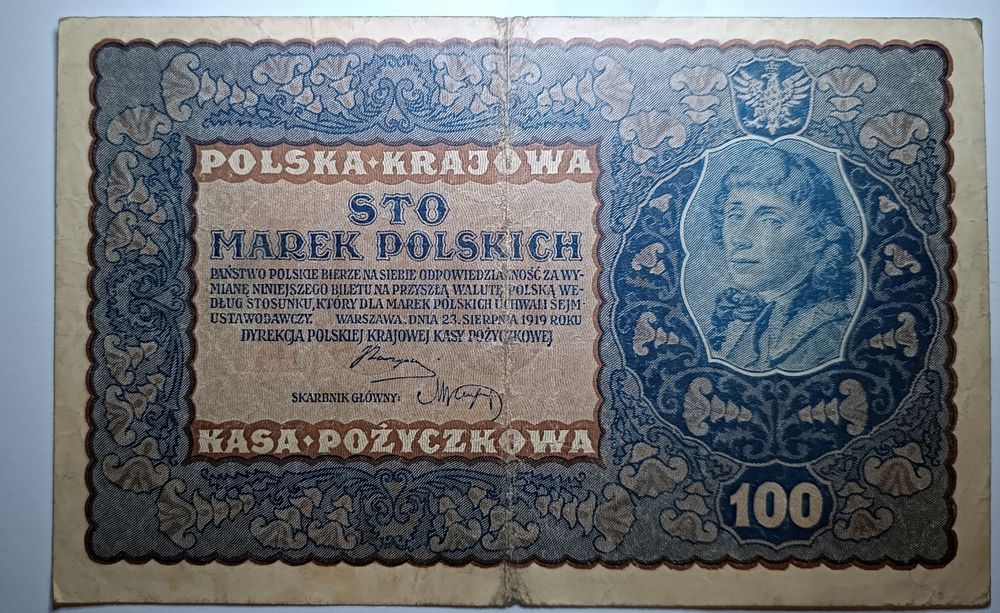 POLSKA·KRAJOWA
STO
MAREK POLSKICH
PAŃSTWO POLSKIE BIERZE NA SIEBIE ODPOWIEDZIALNOŚĆ ZA WY-
MIANĘ NINIEJSZEGO BILETU NA PRZYSZŁĄ WALUTĘ POLSKĄ WE-
DŁUG STOSUNKU, KTÓRY DLA MAREK POLSKICH UCHWALI SEJM-
USTAWODAWCZY. WARSZAWA, DNIA 23. SIERPNIA 1919 ROKU
DYREKCJA POLSKIEJ KRAJOWEJ KASY POŻYCZKOWEJ
SKARBNIK GŁÓWNY:
KASA·POŻYCZKOWA
100